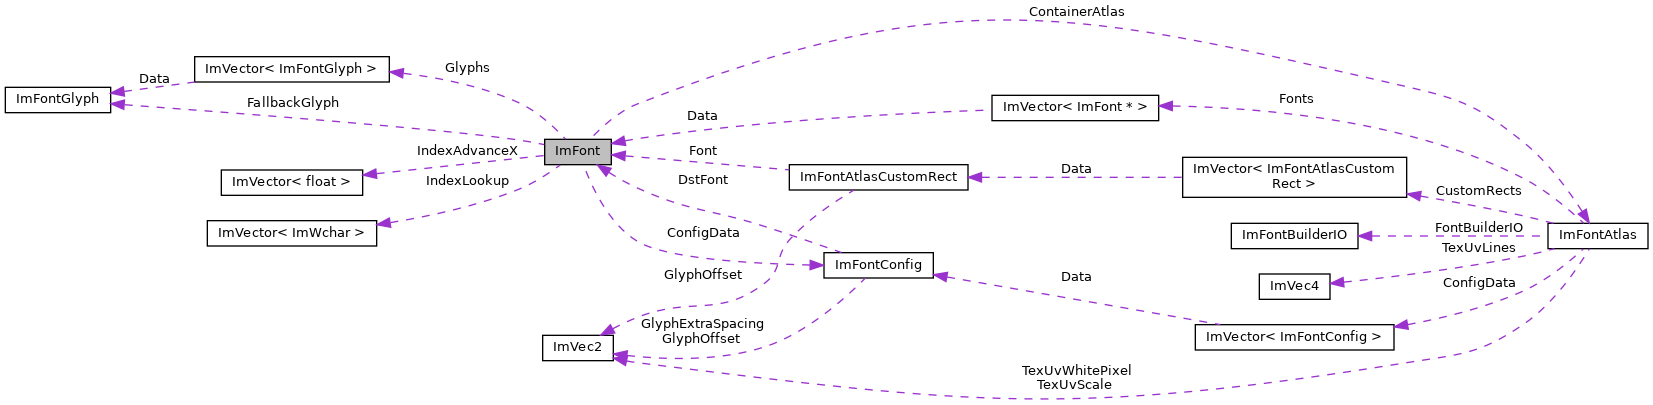 ContainerAtlas
ImVector< ImFontGlyph >
Glyphs
Data
ImFontGlyph
FallbackGlyph
ImVector< ImFont * >
Fonts
Data
ImFont
IndexAdvanceX
Font
ImFontAtlasCustomRect
Data
ImVector< ImFontAtlasCustom
Rect >
ImVector< float >
IndexLookup
DstFont
CustomRects
ImVector< ImWchar >
ConfigData
ImFontBuilderIO
FontBuilderIO
ImFontAtlas
TexUvLines
ImFontConfig
GlyphOffset
Data
ImVec4
ConfigData
GlyphExtraSpacing
GlyphOffset
ImVec2
ImVector< ImFontConfig >
TexUvWhitePixel
TexUvScale